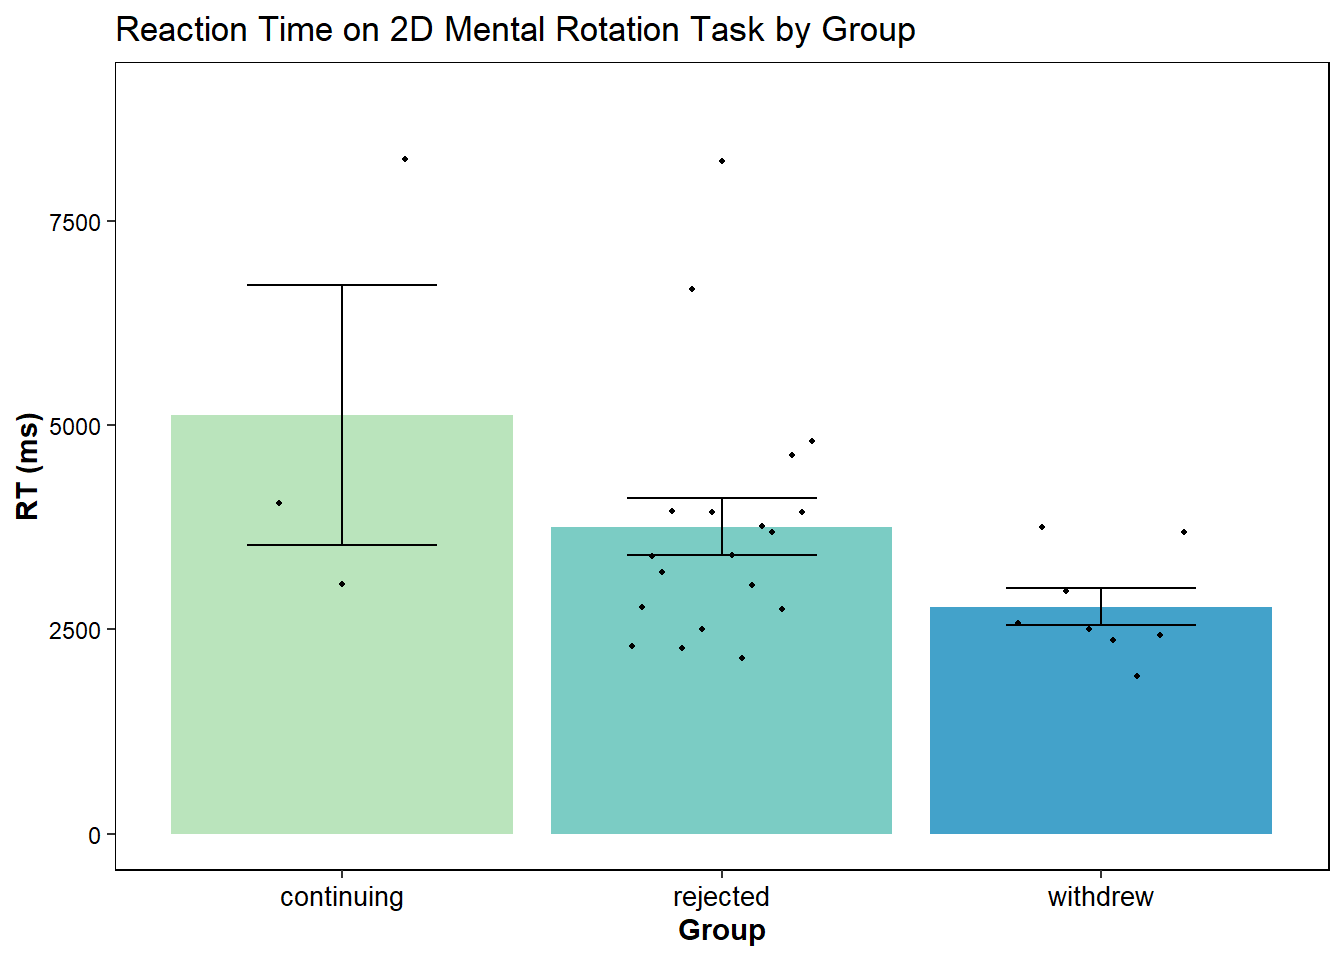 Reaction Time on 2D Mental Rotation Task by Group
RT (ms)
7500
5000
2500
0
continuing
rejected
withdrew
Group